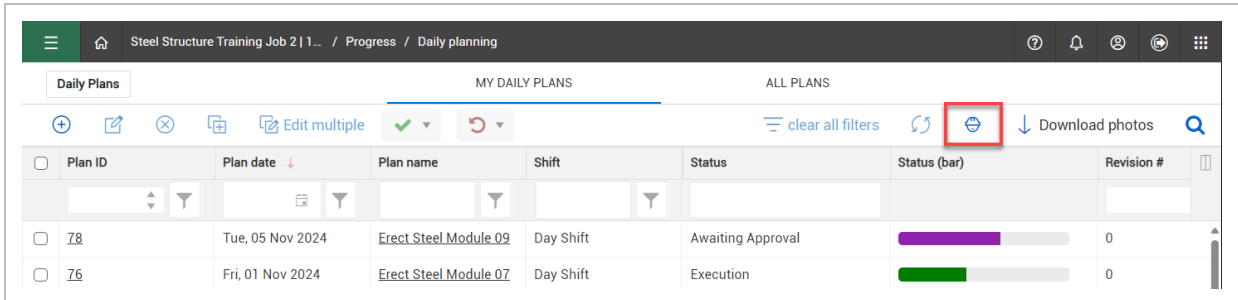 Steel Structure Training Job 2 | 1... / Progress / Daily planning
Daily Plans MY DAILY PLANS ALL PLANS
Edit multiple clear all filters Download photos
Plan ID Plan date Plan name Shift Status Status (bar) Revision #
78 Tue, 05 Nov 2024 Erect Steel Module 09 Day Shift Awaiting Approval 0
76 Fri, 01 Nov 2024 Erect Steel Module 07 Day Shift Execution 0